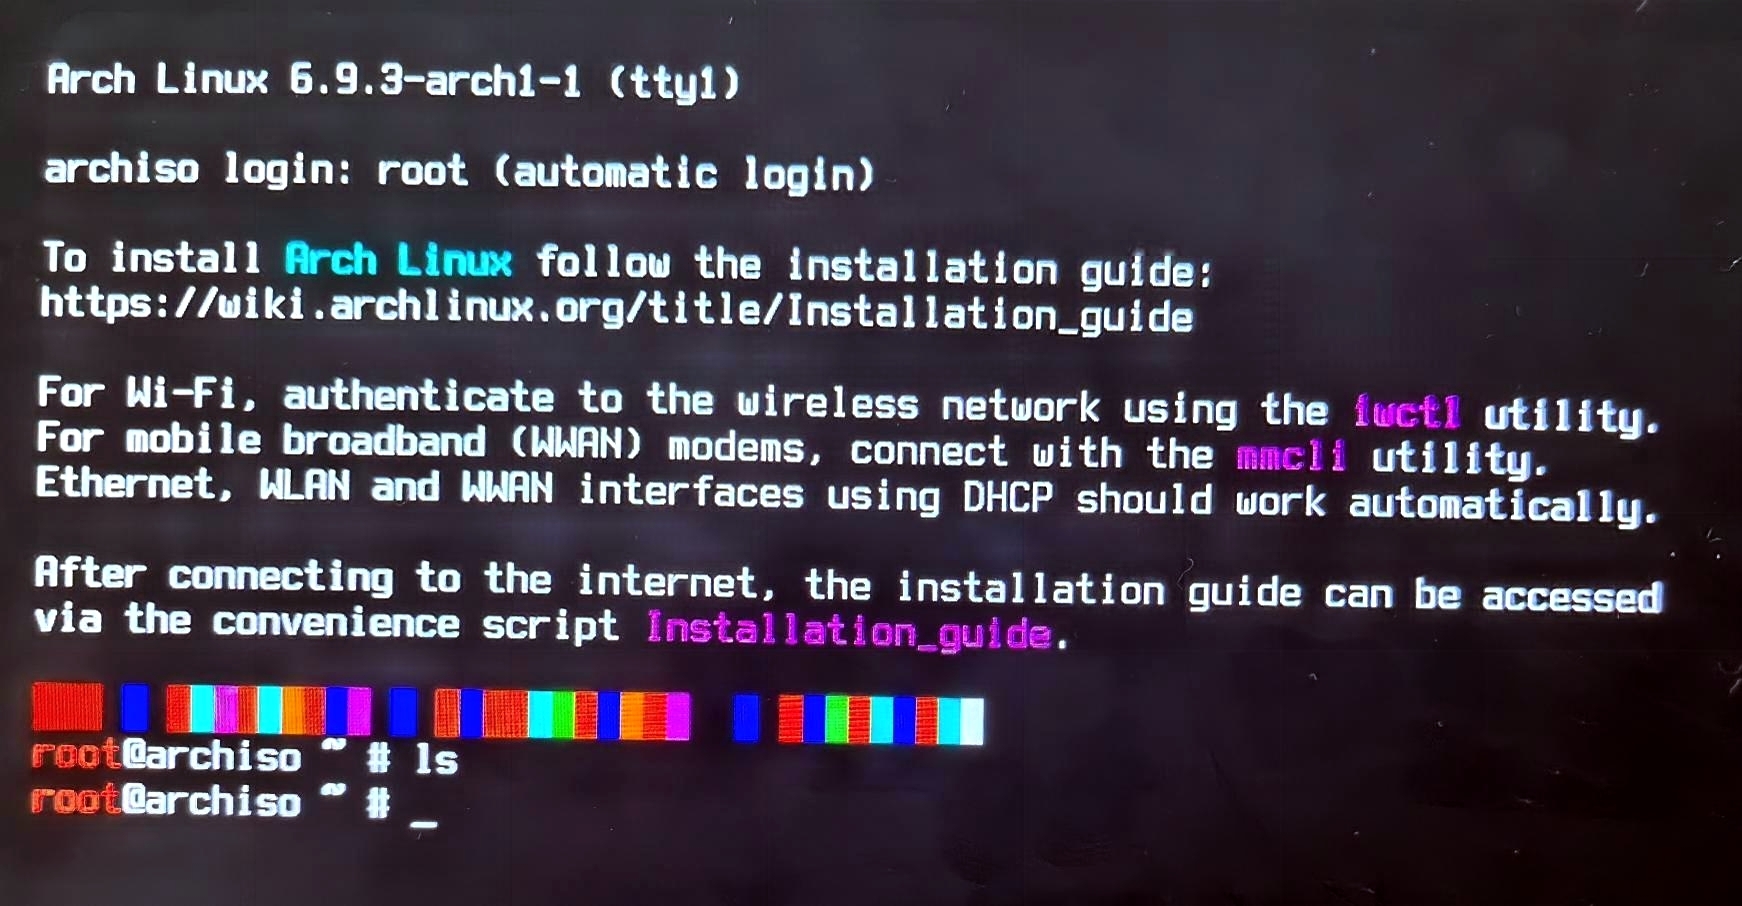 Arch Linux 6.9.3-arch1-1 (tty1)
archiso login: root (automatic login)
To install Arch Linux follow the installation guide:
https://wiki.archlinux.org/title/Installation_guide
For Wi-Fi, authenticate to the wireless network using the iwctl utility.
For mobile broadband (WWAN) modems, connect with the mmcli utility.
Ethernet, WLAN and WWAN interfaces using DHCP should work automatically.
After connecting to the internet, the installation guide can be accessed
via the convenience script Installation_guide.
root@archiso ~ # ls
root@archiso ~ # _